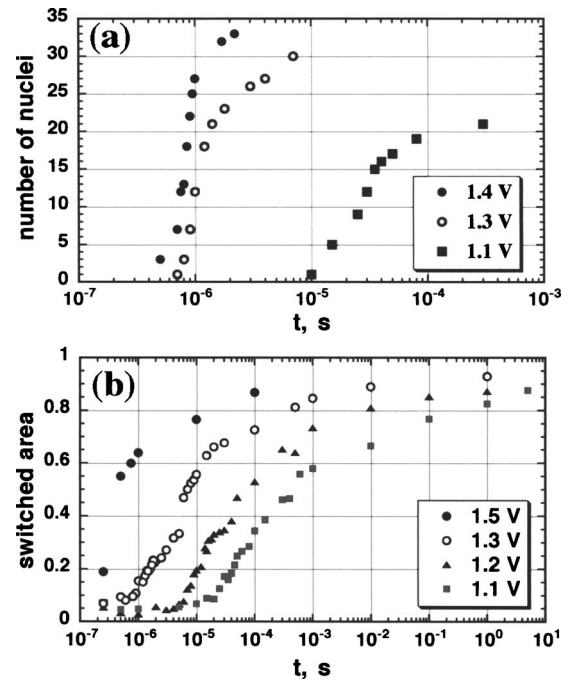 (a)
number of nuclei
35
30
25
20
15
10
5
0
1.4 V
1.3 V
1.1 V
10⁻⁷ 10⁻⁶ 10⁻⁵ 10⁻⁴ 10⁻³
t, s
(b)
switched area
1
0.8
0.6
0.4
0.2
0
1.5 V
1.3 V
1.2 V
1.1 V
10⁻⁷ 10⁻⁶ 10⁻⁵ 10⁻⁴ 10⁻³ 10⁻² 10⁻¹ 10⁰ 10¹
t, s